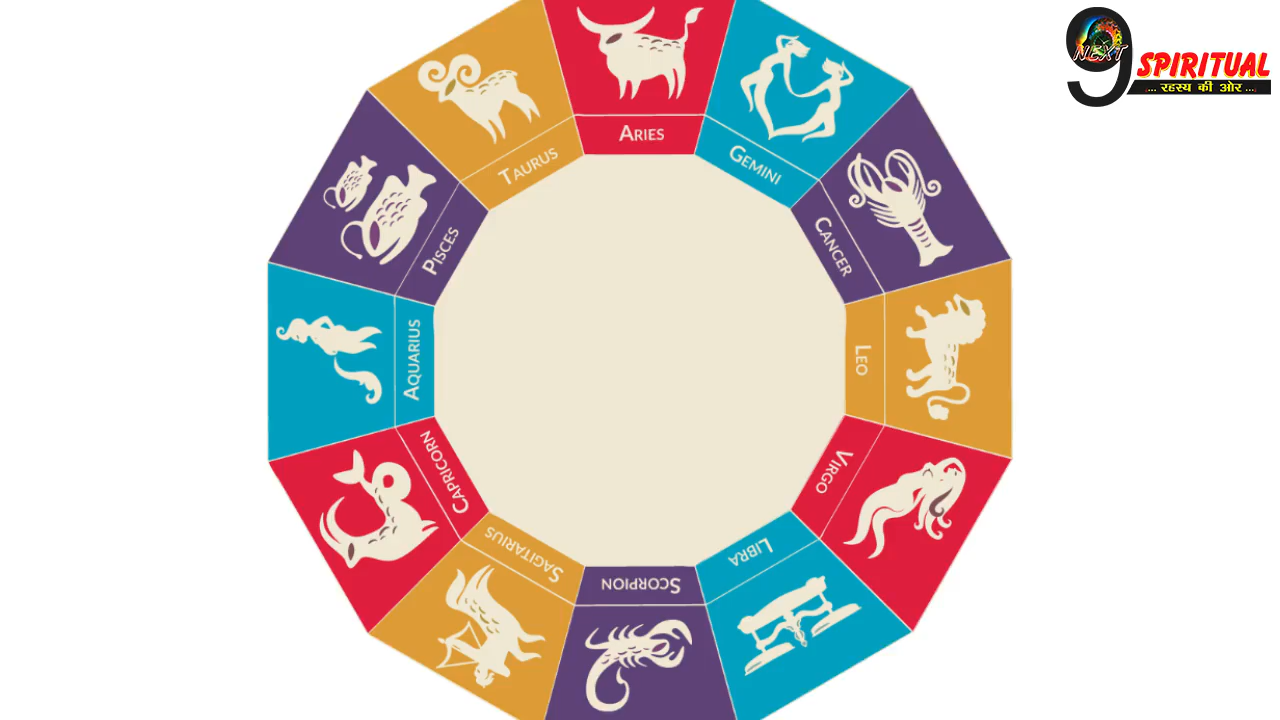 NEXT
9 SPIRITUAL
... रहस्य की ओर ...
ARIES
GEMINI
CANCER
LEO
VIRGO
LIBRA
SCORPION
SAGITARIUS
CAPRICORN
AQUARIUS
PISCES
TAURUS